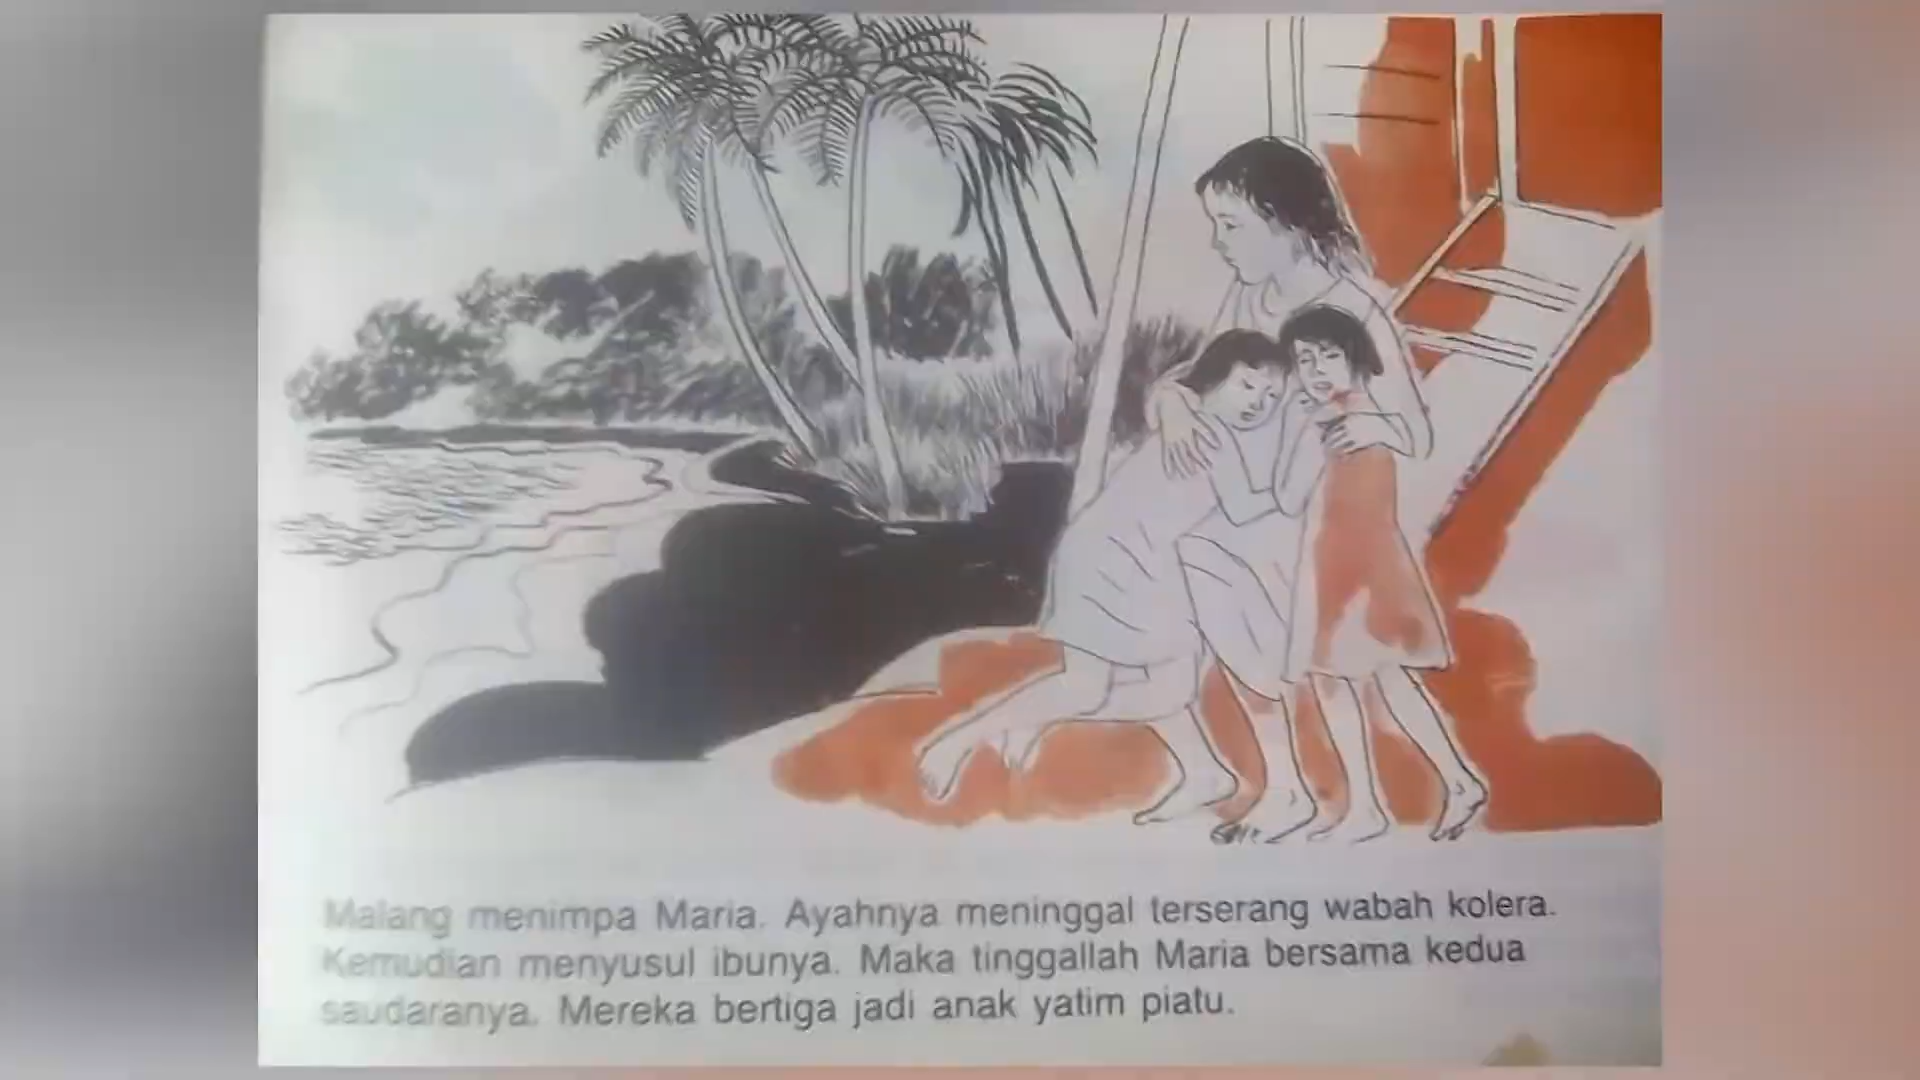 Malang menimpa Maria. Ayahnya meninggal terserang wabah kolera.
Kemudian menyusul ibunya. Maka tinggallah Maria bersama kedua
saudaranya. Mereka bertiga jadi anak yatim piatu.